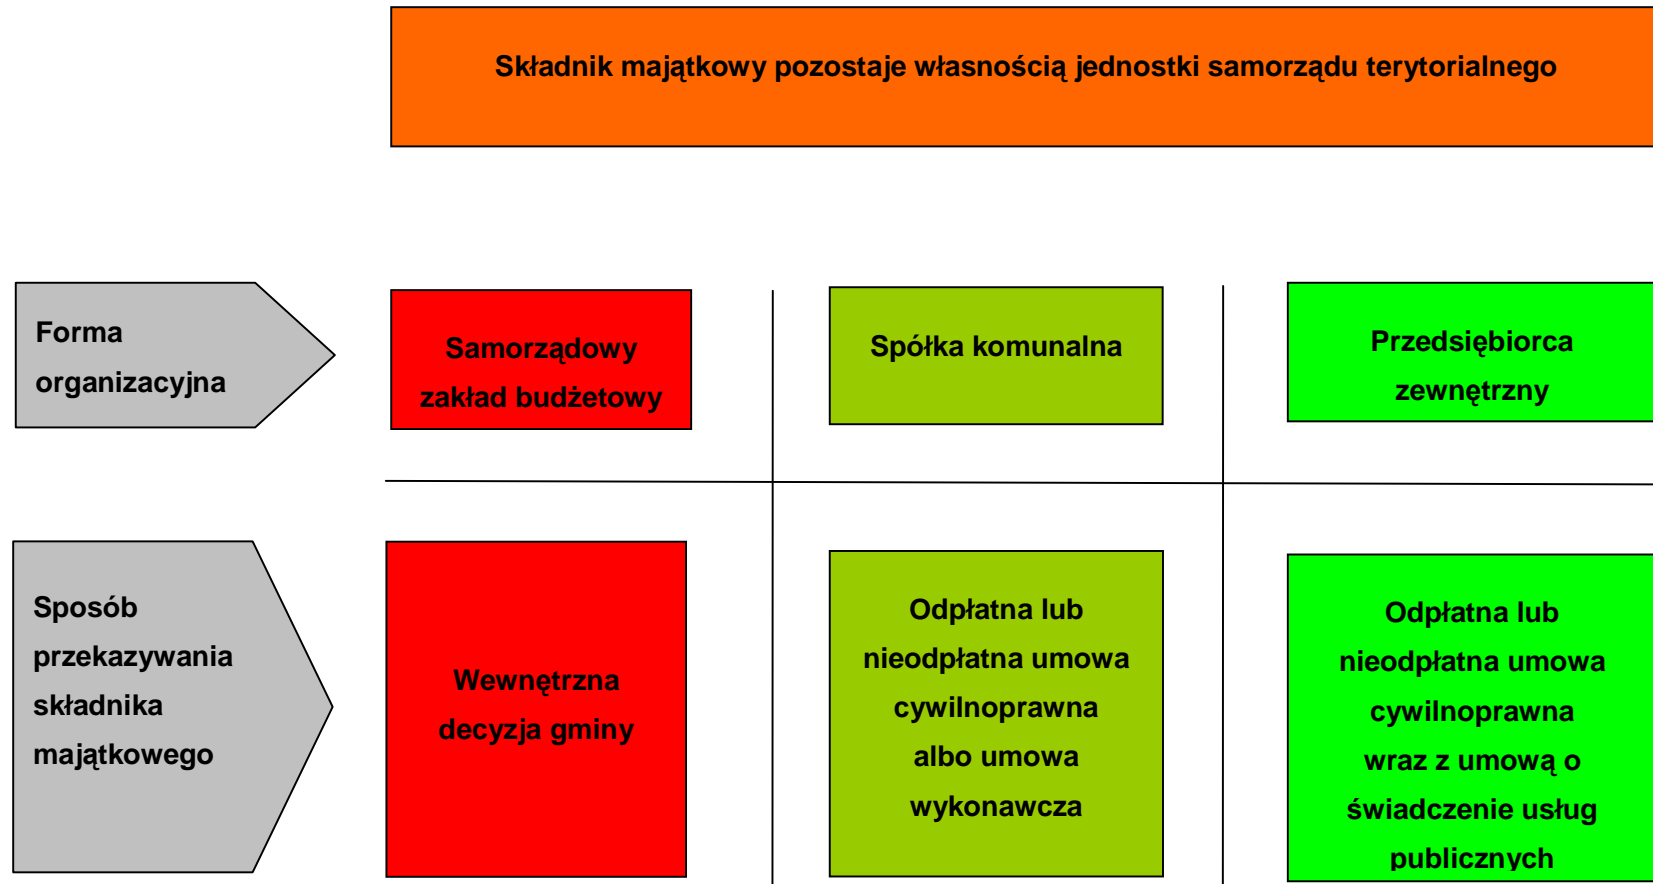 Składnik majątkowy pozostaje własnością jednostki samorządu terytorialnego
Forma
organizacyjna
Samorządowy
zakład budżetowy
Spółka komunalna
Przedsiębiorca
zewnętrzny
Sposób
przekazywania
składnika
majątkowego
Wewnętrzna
decyzja gminy
Odpłatna lub
nieodpłatna umowa
cywilnoprawna
albo umowa
wykonawcza
Odpłatna lub
nieodpłatna umowa
cywilnoprawna
wraz z umową o
świadczenie usług
publicznych